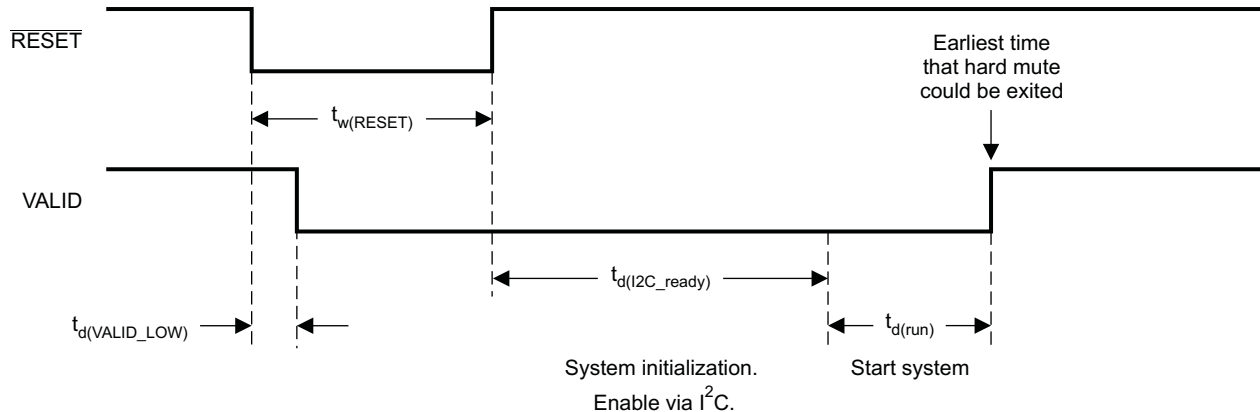 RESET
Earliest time
that hard mute
could be exited
tw(RESET)
VALID
td(I2C_ready)
td(VALID_LOW)
td(run)
System initialization.
Enable via I²C.
Start system